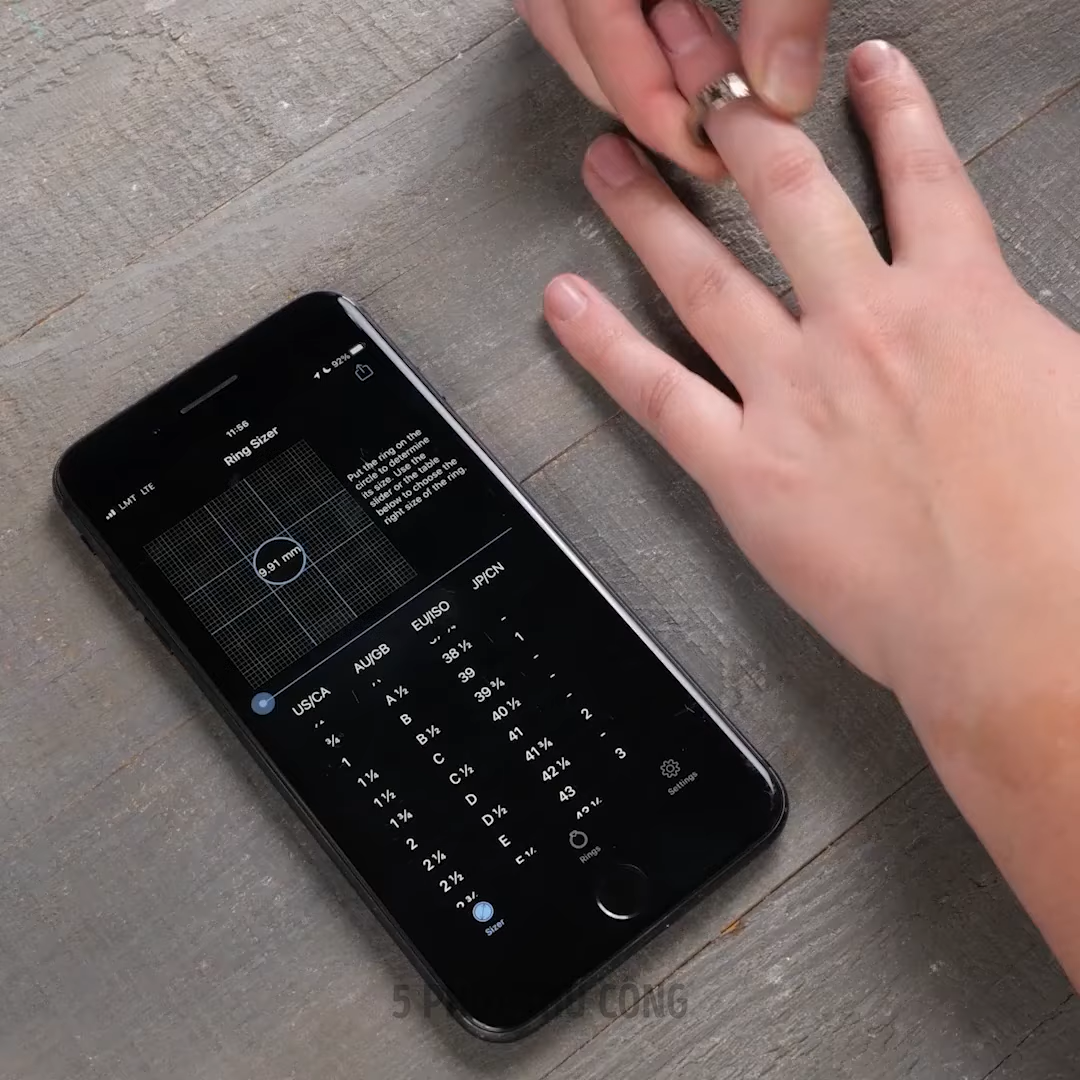 LMT LTE
11:56
92%
Ring Sizer
9.91 mm
Put the ring on the
circle to determine
its size. Use the
slider or the table
below to choose the
right size of the ring.
US/CA AU/GB EU/ISO JP/CN
¾ A ½ 38 ½ -
1 B 39 1
1 ¼ B ½ 39 ¾ -
1 ½ C 40 ½ -
1 ¾ C ½ 41 -
2 D 41 ¾ 2
2 ¼ D ½ 42 ¼ -
2 ½ E 43 3
Sizer
Rings
Settings
5 CÔNG